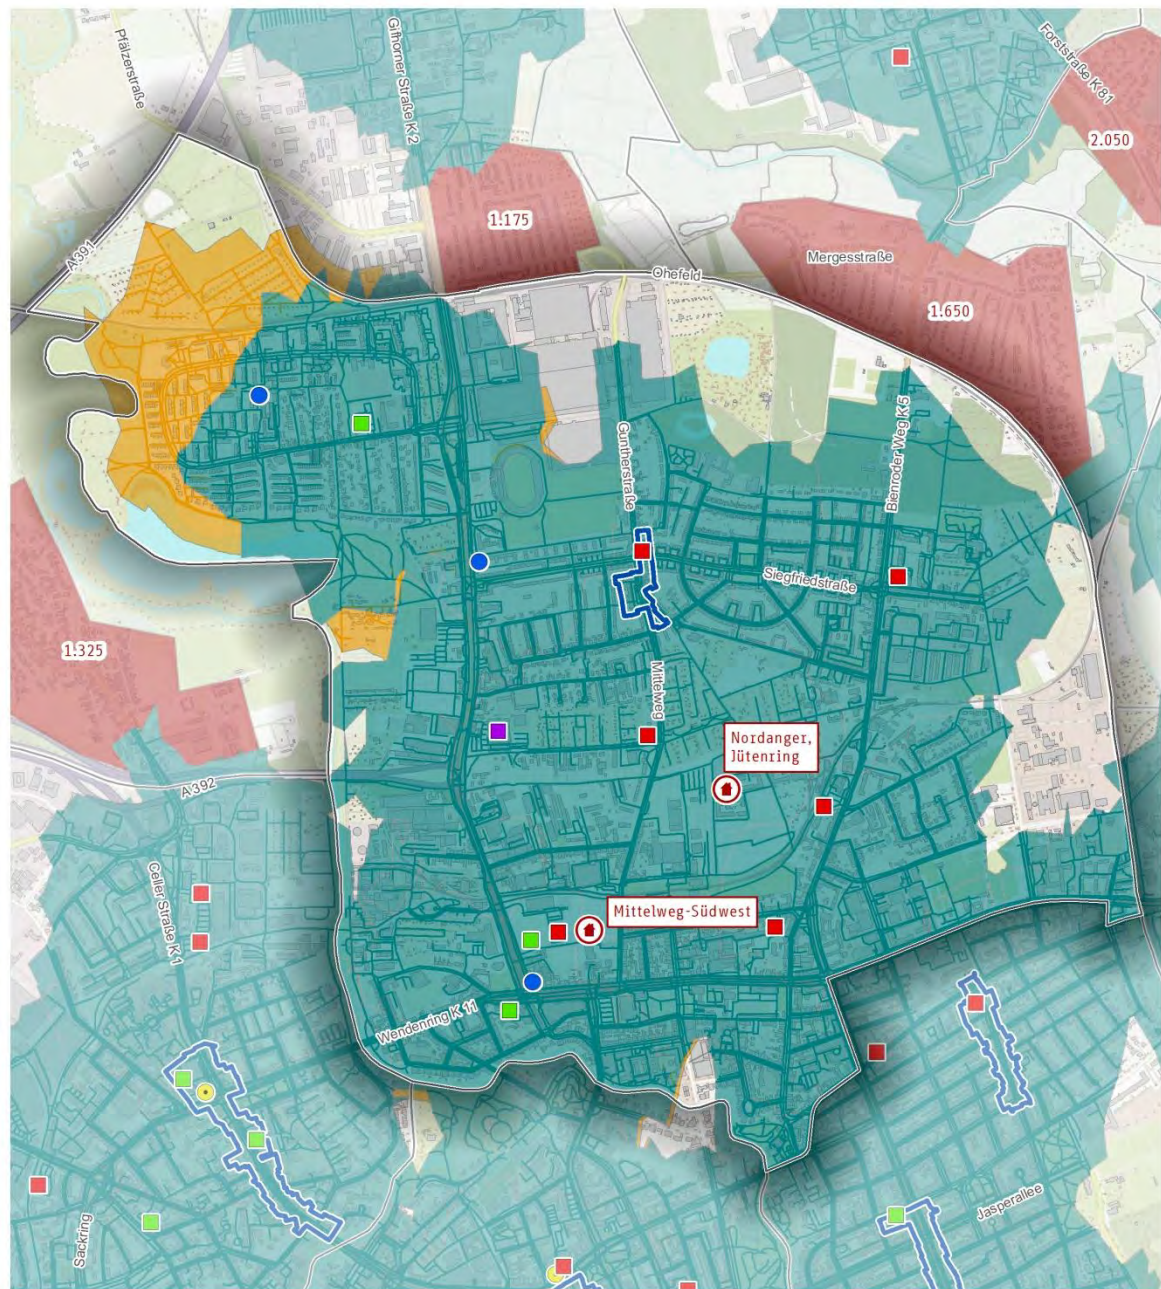 Pfälzerstraße
Gifhorner Straße K 2
Forststraße K 81
2.050
1.175
A 391
Mergesstraße
Ohefeld
1.650
Guntherstraße
Bienroder Weg K 5
Siegfriedstraße
1.325
Mittelweg
Nordanger,
Jütenring
A 392
Celler Straße K 1
Mittelweg-Südwest
Wendenring K 11
Jasperallee
Sackring